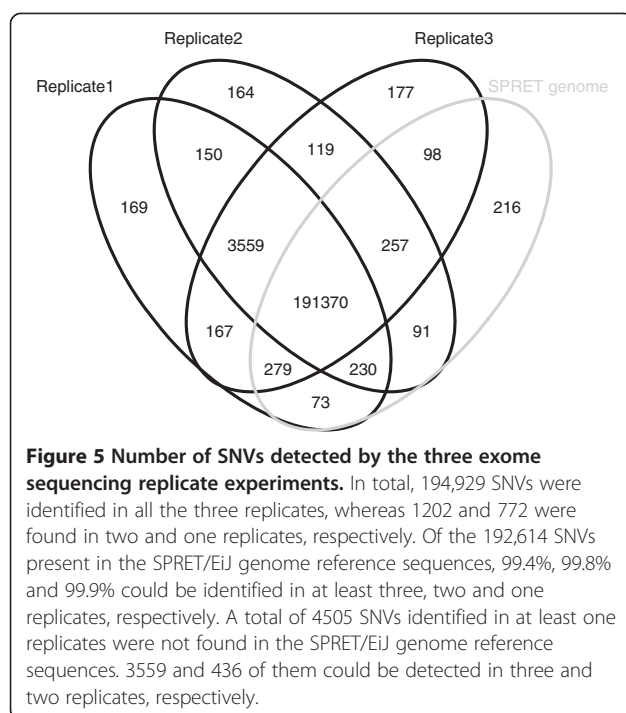 Replicate2
Replicate3
Replicate1
SPRET genome
164
177
150
119
98
169
216
3559
257
191370
167
91
279
230
73
Figure 5 Number of SNVs detected by the three exome
sequencing replicate experiments. In total, 194,929 SNVs were
identified in all the three replicates, whereas 1202 and 772 were
found in two and one replicates, respectively. Of the 192,614 SNVs
present in the SPRET/EiJ genome reference sequences, 99.4%, 99.8%
and 99.9% could be identified in at least three, two and one
replicates, respectively. A total of 4505 SNVs identified in at least one
replicates were not found in the SPRET/EiJ genome reference
sequences. 3559 and 436 of them could be detected in three and
two replicates, respectively.